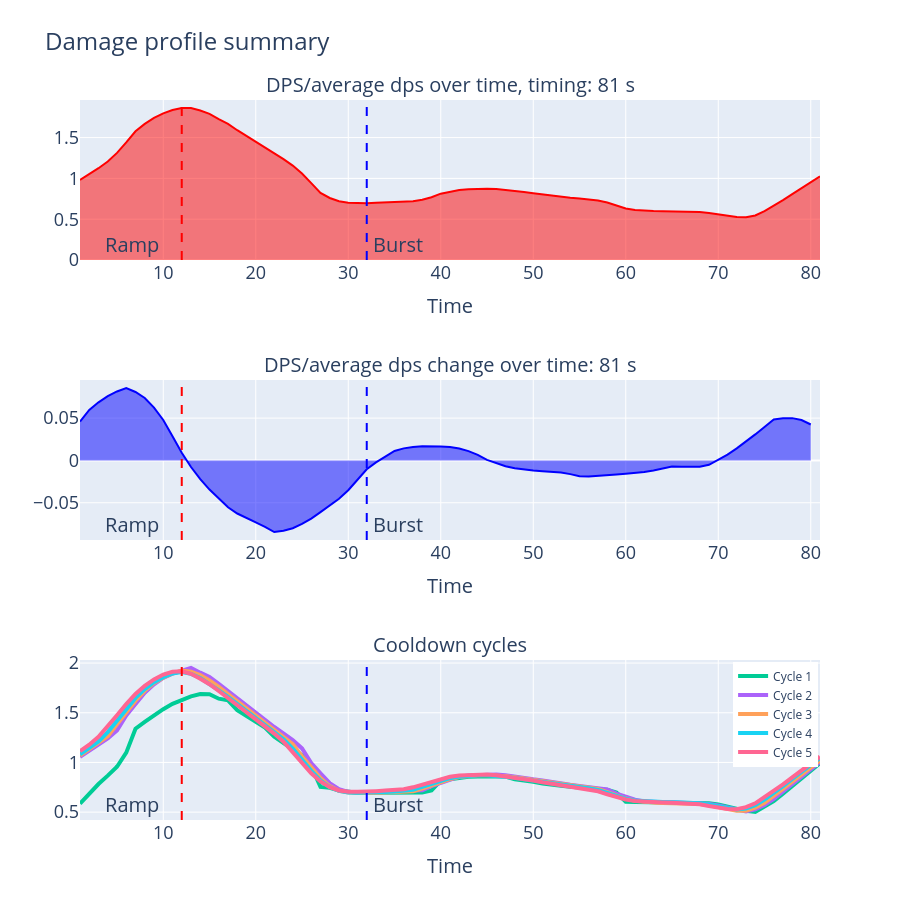 Damage profile summary
DPS/average dps over time, timing: 81 s
1.5
1
0.5
0
Ramp
Burst
10 20 30 40 50 60 70 80
Time
DPS/average dps change over time: 81 s
0.05
0
−0.05
Ramp
Burst
10 20 30 40 50 60 70 80
Time
Cooldown cycles
2
1.5
1
0.5
Cycle 1
Cycle 2
Cycle 3
Cycle 4
Cycle 5
Ramp
Burst
10 20 30 40 50 60 70 80
Time